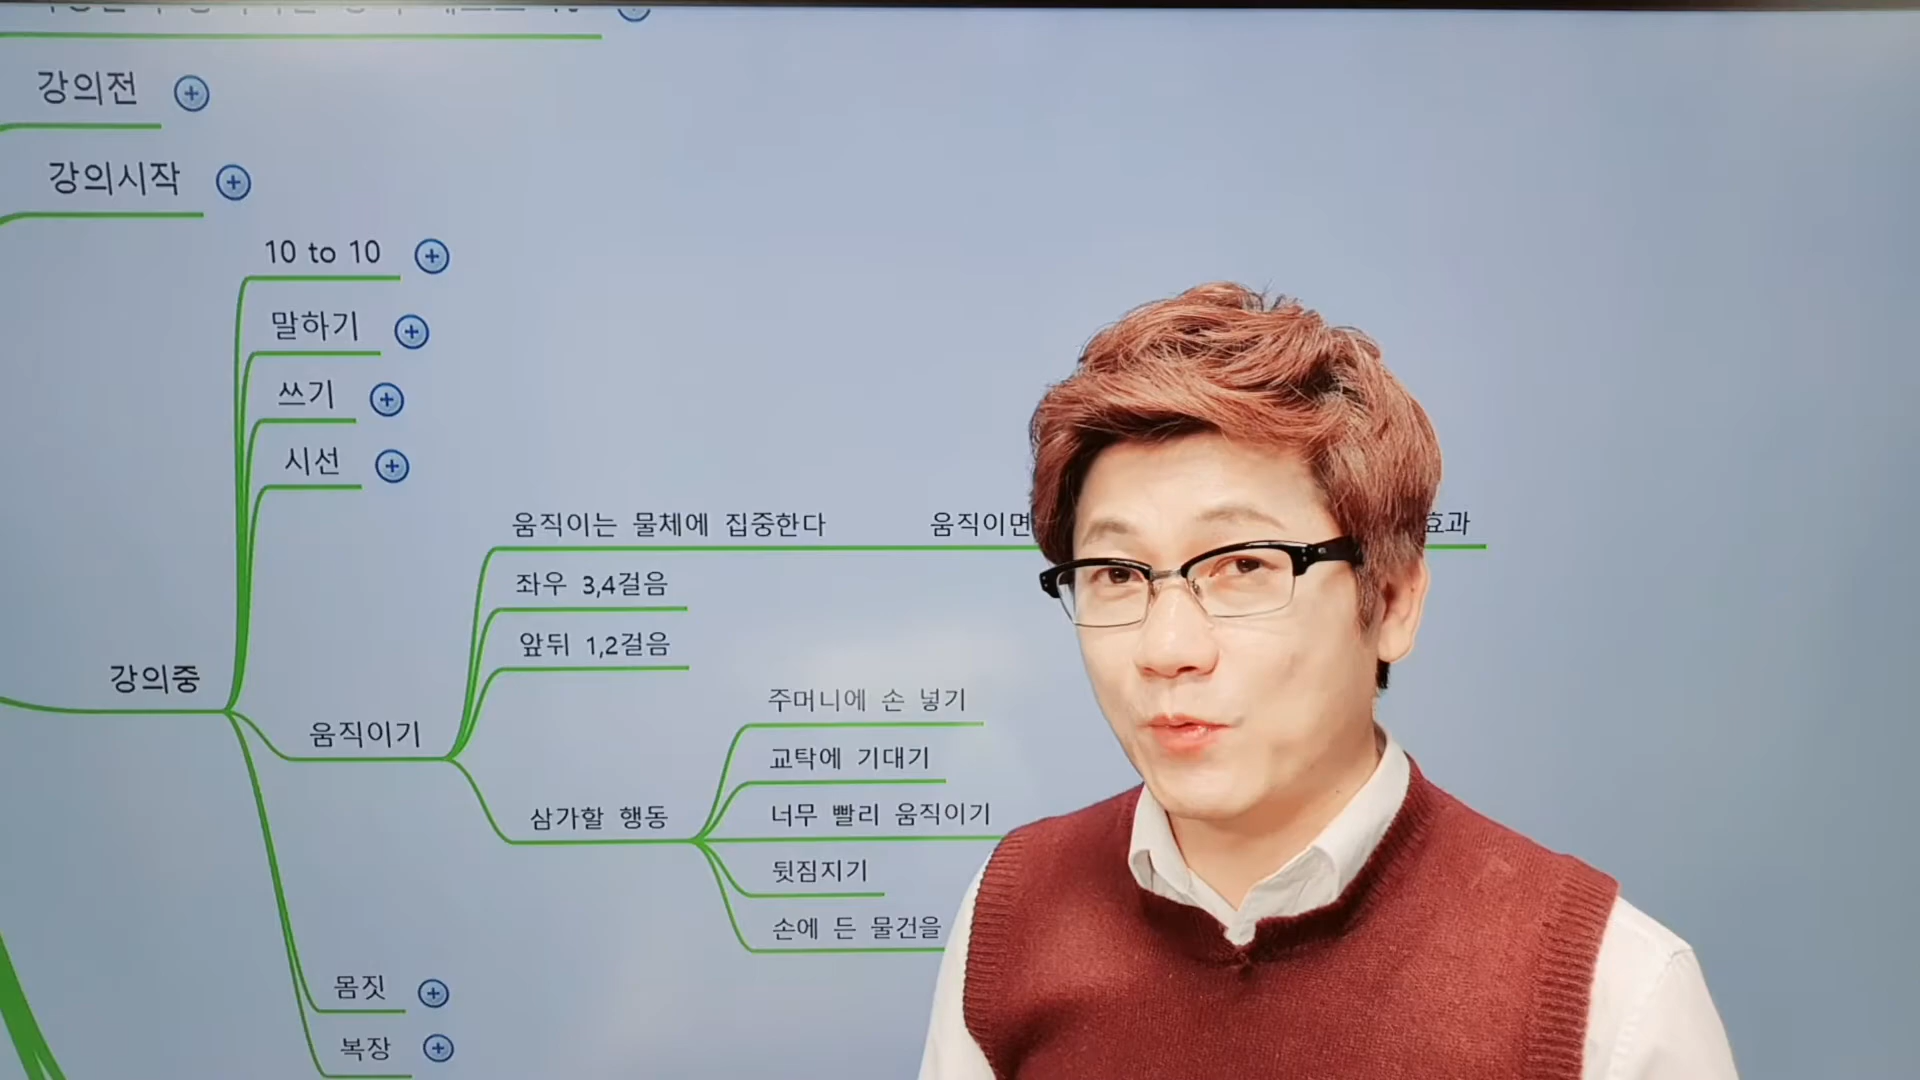 강의전
강의시작
10 to 10
말하기
쓰기
시선
움직이는 물체에 집중한다 움직이면 효과
좌우 3,4걸음
앞뒤 1,2걸음
강의중
주머니에 손 넣기
움직이기
교탁에 기대기
삼가할 행동
너무 빨리 움직이기
뒷짐지기
손에 든 물건을
몸짓
복장